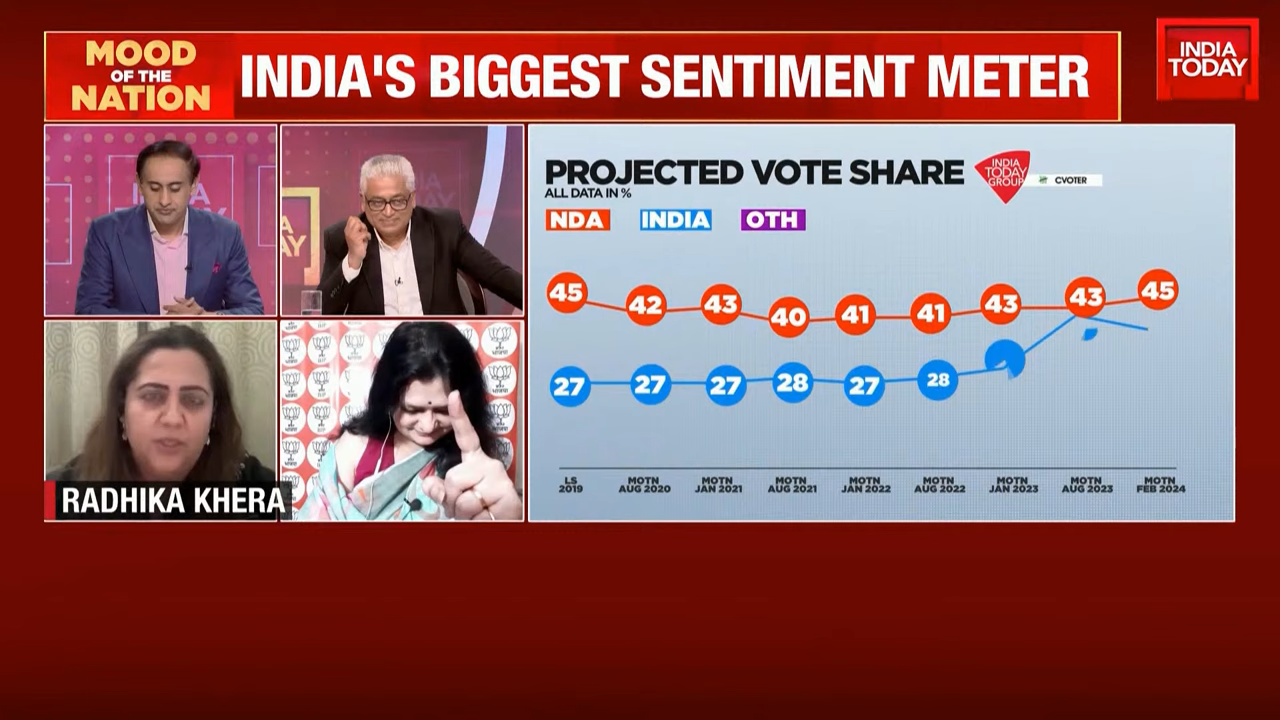 MOOD
OF THE
NATION
INDIA'S BIGGEST SENTIMENT METER
INDIA
TODAY
RADHIKA KHERA
PROJECTED VOTE SHARE
ALL DATA IN %
INDIA
TODAY
GROUP
CVOTER
NDA INDIA OTH
45 42 43 40 41 41 43 43 45
27 27 27 28 27 28
LS
2019
MOTN
AUG 2020
MOTN
JAN 2021
MOTN
AUG 2021
MOTN
JAN 2022
MOTN
AUG 2022
MOTN
JAN 2023
MOTN
AUG 2023
MOTN
FEB 2024